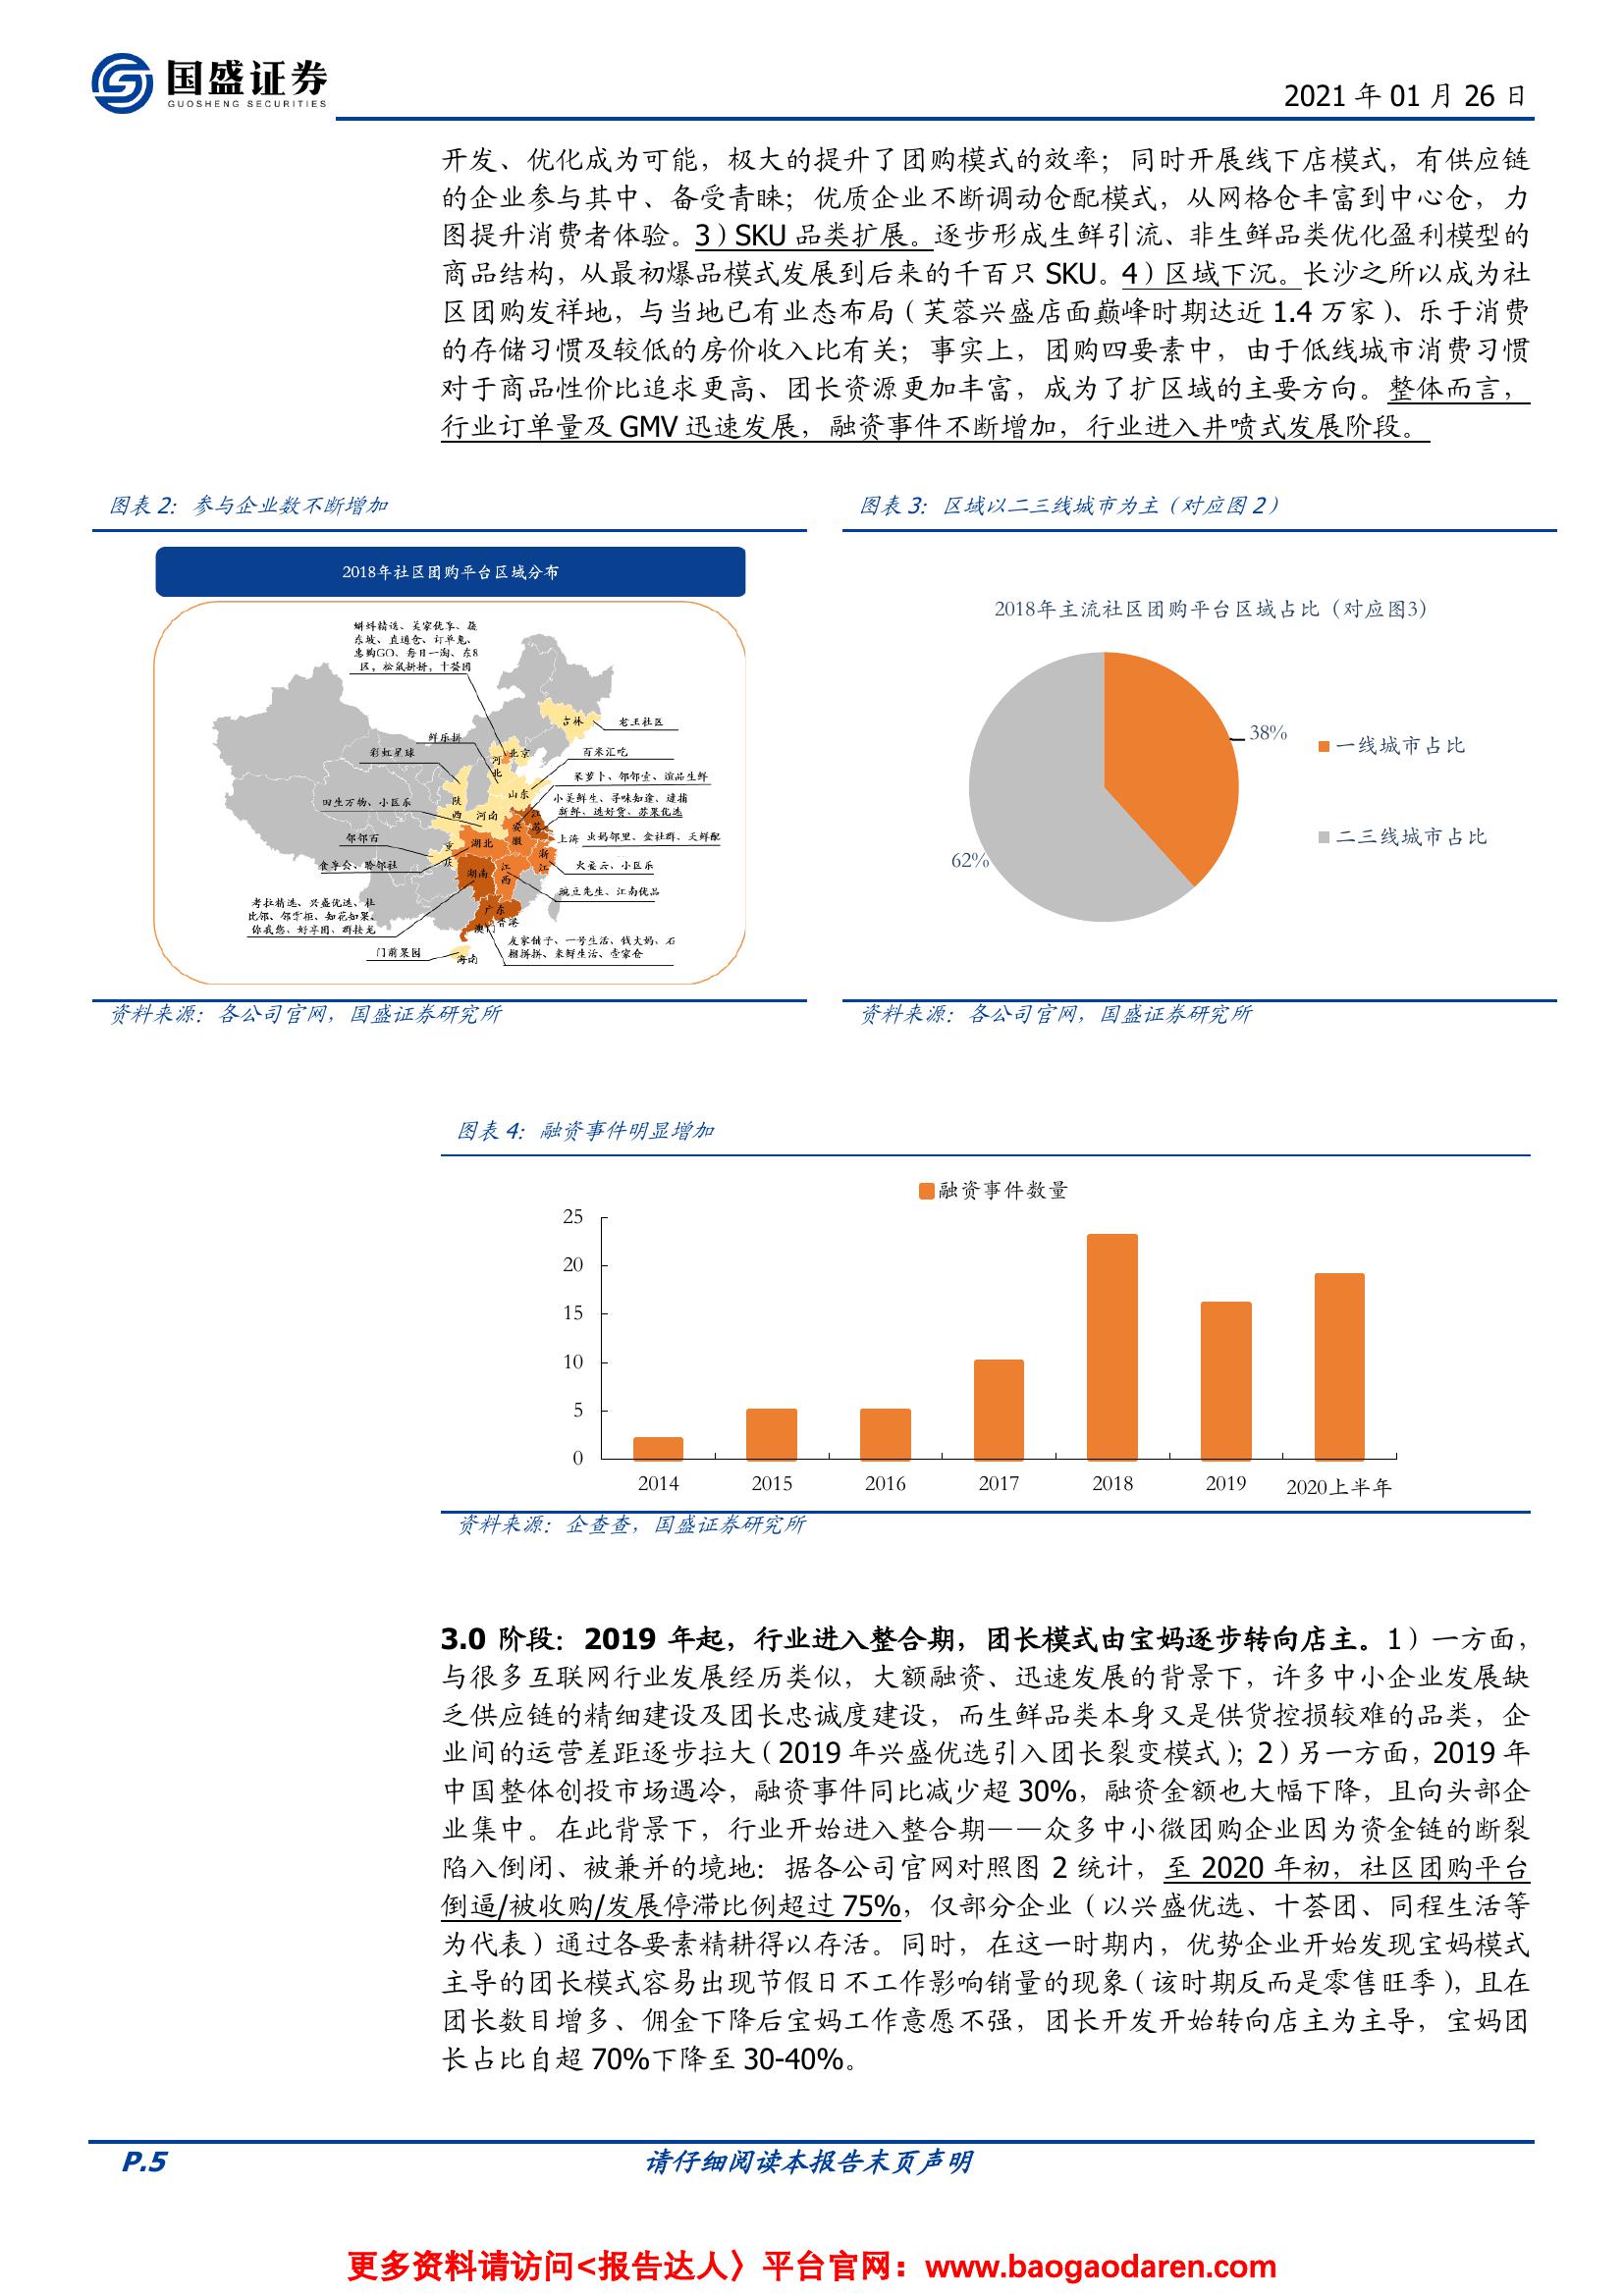 国盛证券
GUOSHENG SECURITIES
2021 年 01 月 26 日
开发、优化成为可能，极大的提升了团购模式的效率；同时开展线下店模式，有供应链
的企业参与其中、备受青睐；优质企业不断调动仓配模式，从网格仓丰富到中心仓，力
图提升消费者体验。3）SKU 品类扩展。逐步形成生鲜引流、非生鲜品类优化盈利模型的
商品结构，从最初爆品模式发展到后来的千百只 SKU。4）区域下沉。长沙之所以成为社
区团购发祥地，与当地已有业态布局（芙蓉兴盛店面巅峰时期达近 1.4 万家）、乐于消费
的存储习惯及较低的房价收入比有关；事实上，团购四要素中，由于低线城市消费习惯
对于商品性价比追求更高、团长资源更加丰富，成为了扩区域的主要方向。整体而言，
行业订单量及 GMV 迅速发展，融资事件不断增加，行业进入井喷式发展阶段。
图表 2：参与企业数不断增加
2018年社区团购平台区域分布
蝌蚪精选、美家优享、
东坡、直通仓、订单兔、
惠购GO、每日一淘、东8
区，松鼠拼拼，十荟团
吉林
老王社区
鲜乐拼
北京
河北
彩虹星球
百米汇吃
呆萝卜、邻邻壹、滨品生鲜
陕西
山东
田生万物、小区乐
河南
小美鲜生、寻味知途、
新鲜、选好货、苏果优选
江苏
安徽
邻邻百
重庆
湖北
上海
虫妈邻里、食社群、天鲜配
食享会、聆邻社
浙江
火蚤云、小区乐
湖南
江西
豌豆先生、江南优品
考拉精选、兴盛优选、社
比邻、邻掌柜、知花知果、
你我您、好享团、群接龙
广东
澳门
香港
友家铺子、一号生活、钱大妈、
拼拼、来鲜生活、壹家仓
门前果园
海南
资料来源：各公司官网，国盛证券研究所
图表 3：区域以二三线城市为主（对应图 2）
2018年主流社区团购平台区域占比（对应图3）
38%
62%
一线城市占比
二三线城市占比
资料来源：各公司官网，国盛证券研究所
图表 4：融资事件明显增加
融资事件数量
25
20
15
10
5
0
2014 2015 2016 2017 2018 2019 2020上半年
资料来源：企查查，国盛证券研究所
3.0 阶段：2019 年起，行业进入整合期，团长模式由宝妈逐步转向店主。1）一方面，
与很多互联网行业发展经历类似，大额融资、迅速发展的背景下，许多中小企业发展缺
乏供应链的精细建设及团长忠诚度建设，而生鲜品类本身又是供货控损较难的品类，企
业间的运营差距逐步拉大（2019 年兴盛优选引入团长裂变模式）；2）另一方面，2019 年
中国整体创投市场遇冷，融资事件同比减少超 30%，融资金额也大幅下降，且向头部企
业集中。在此背景下，行业开始进入整合期——众多中小微团购企业因为资金链的断裂
陷入倒闭、被兼并的境地：据各公司官网对照图 2 统计，至 2020 年初，社区团购平台
倒逼/被收购/发展停滞比例超过 75%，仅部分企业（以兴盛优选、十荟团、同程生活等
为代表）通过各要素精耕得以存活。同时，在这一时期内，优势企业开始发现宝妈模式
主导的团长模式容易出现节假日不工作影响销量的现象（该时期反而是零售旺季），且在
团长数目增多、佣金下降后宝妈工作意愿不强，团长开发开始转向店主为主导，宝妈团
长占比自超 70%下降至 30-40%。
P.5
请仔细阅读本报告末页声明
更多资料请访问<报告达人〉平台官网：www.baogaodaren.com